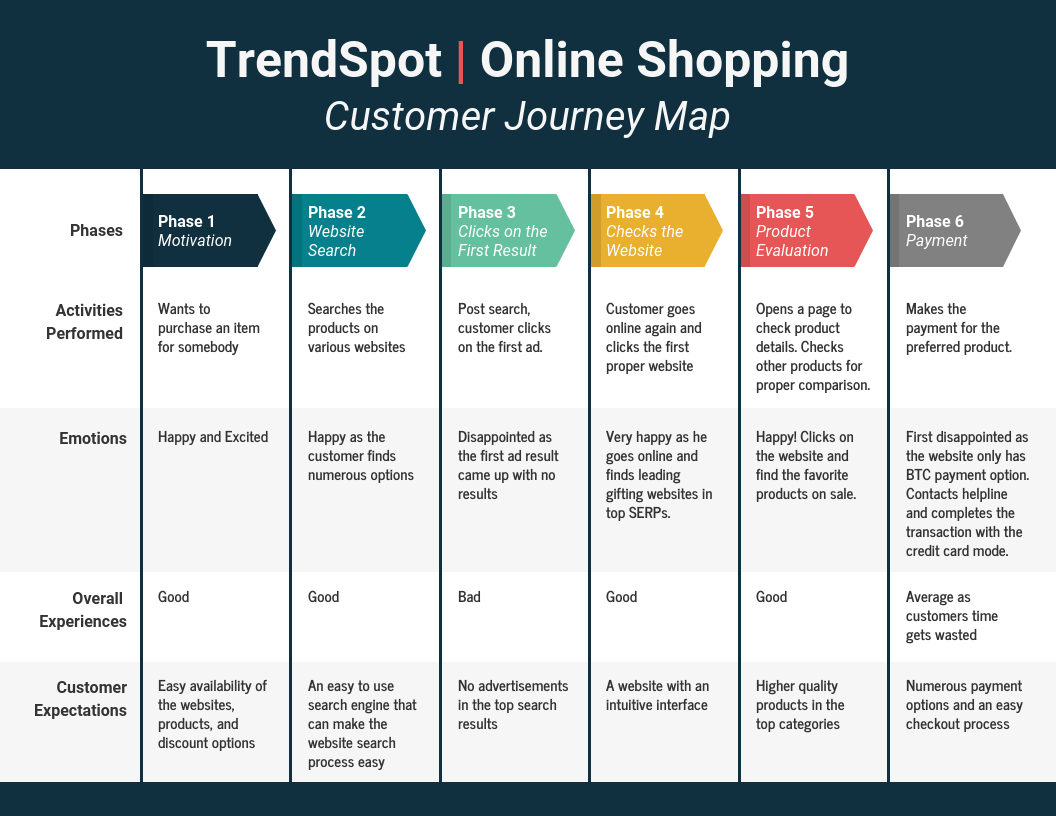 TrendSpot | Online Shopping
Customer Journey Map
Phases
Phase 1
Motivation
Phase 2
Website
Search
Phase 3
Clicks on the
First Result
Phase 4
Checks the
Website
Phase 5
Product
Evaluation
Phase 6
Payment
Activities
Performed
Wants to
purchase an item
for somebody
Searches the
products on
various websites
Post search,
customer clicks
on the first ad.
Customer goes
online again and
clicks the first
proper website
Opens a page to
check product
details. Checks
other products for
proper comparison.
Makes the
payment for the
preferred product.
Emotions
Happy and Excited
Happy as the
customer finds
numerous options
Disappointed as
the first ad result
came up with no
results
Very happy as he
goes online and
finds leading
gifting websites in
top SERPs.
Happy! Clicks on
the website and
find the favorite
products on sale.
First disappointed as
the website only has
BTC payment option.
Contacts helpline
and completes the
transaction with the
credit card mode.
Overall
Experiences
Good
Good
Bad
Good
Good
Average as
customers time
gets wasted
Customer
Expectations
Easy availability of
the websites,
products, and
discount options
An easy to use
search engine that
can make the
website search
process easy
No advertisements
in the top search
results
A website with an
intuitive interface
Higher quality
products in the
top categories
Numerous payment
options and an easy
checkout process